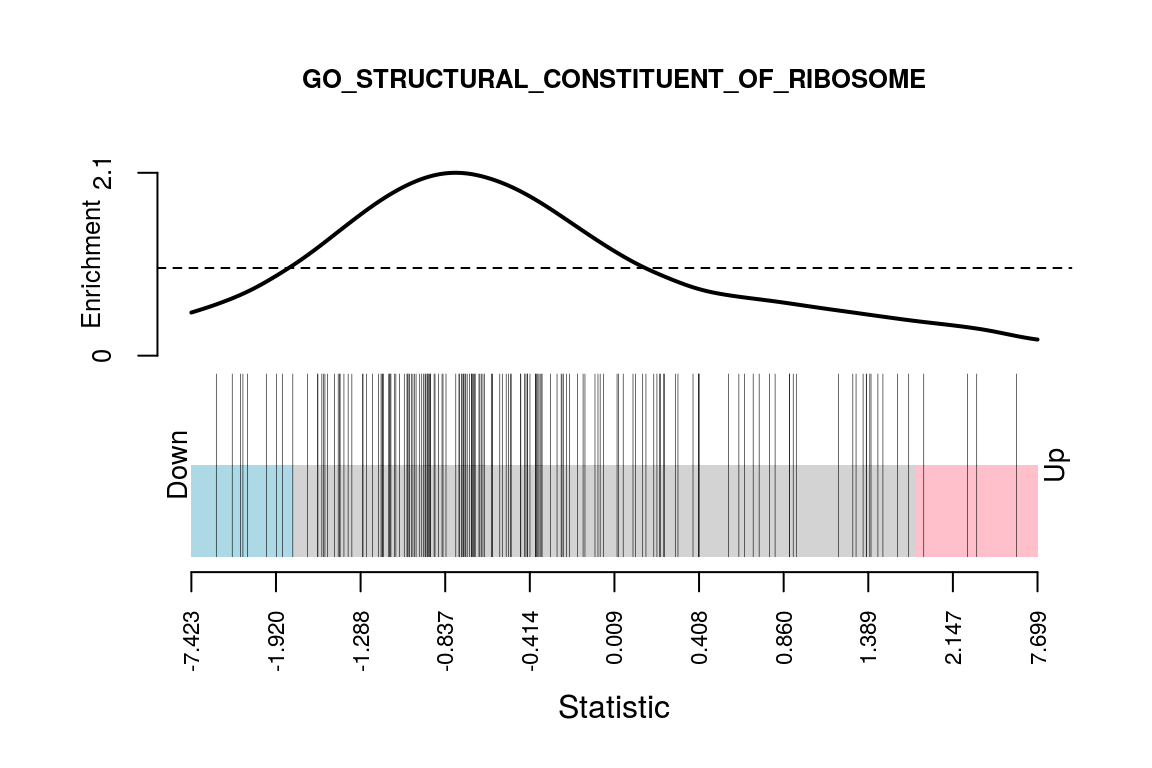 GO_STRUCTURAL_CONSTITUENT_OF_RIBOSOME
2.1
Enrichment
0
Down
Up
-7.423
-1.920
-1.288
-0.837
-0.414
0.009
0.408
0.860
1.389
2.147
7.699
Statistic